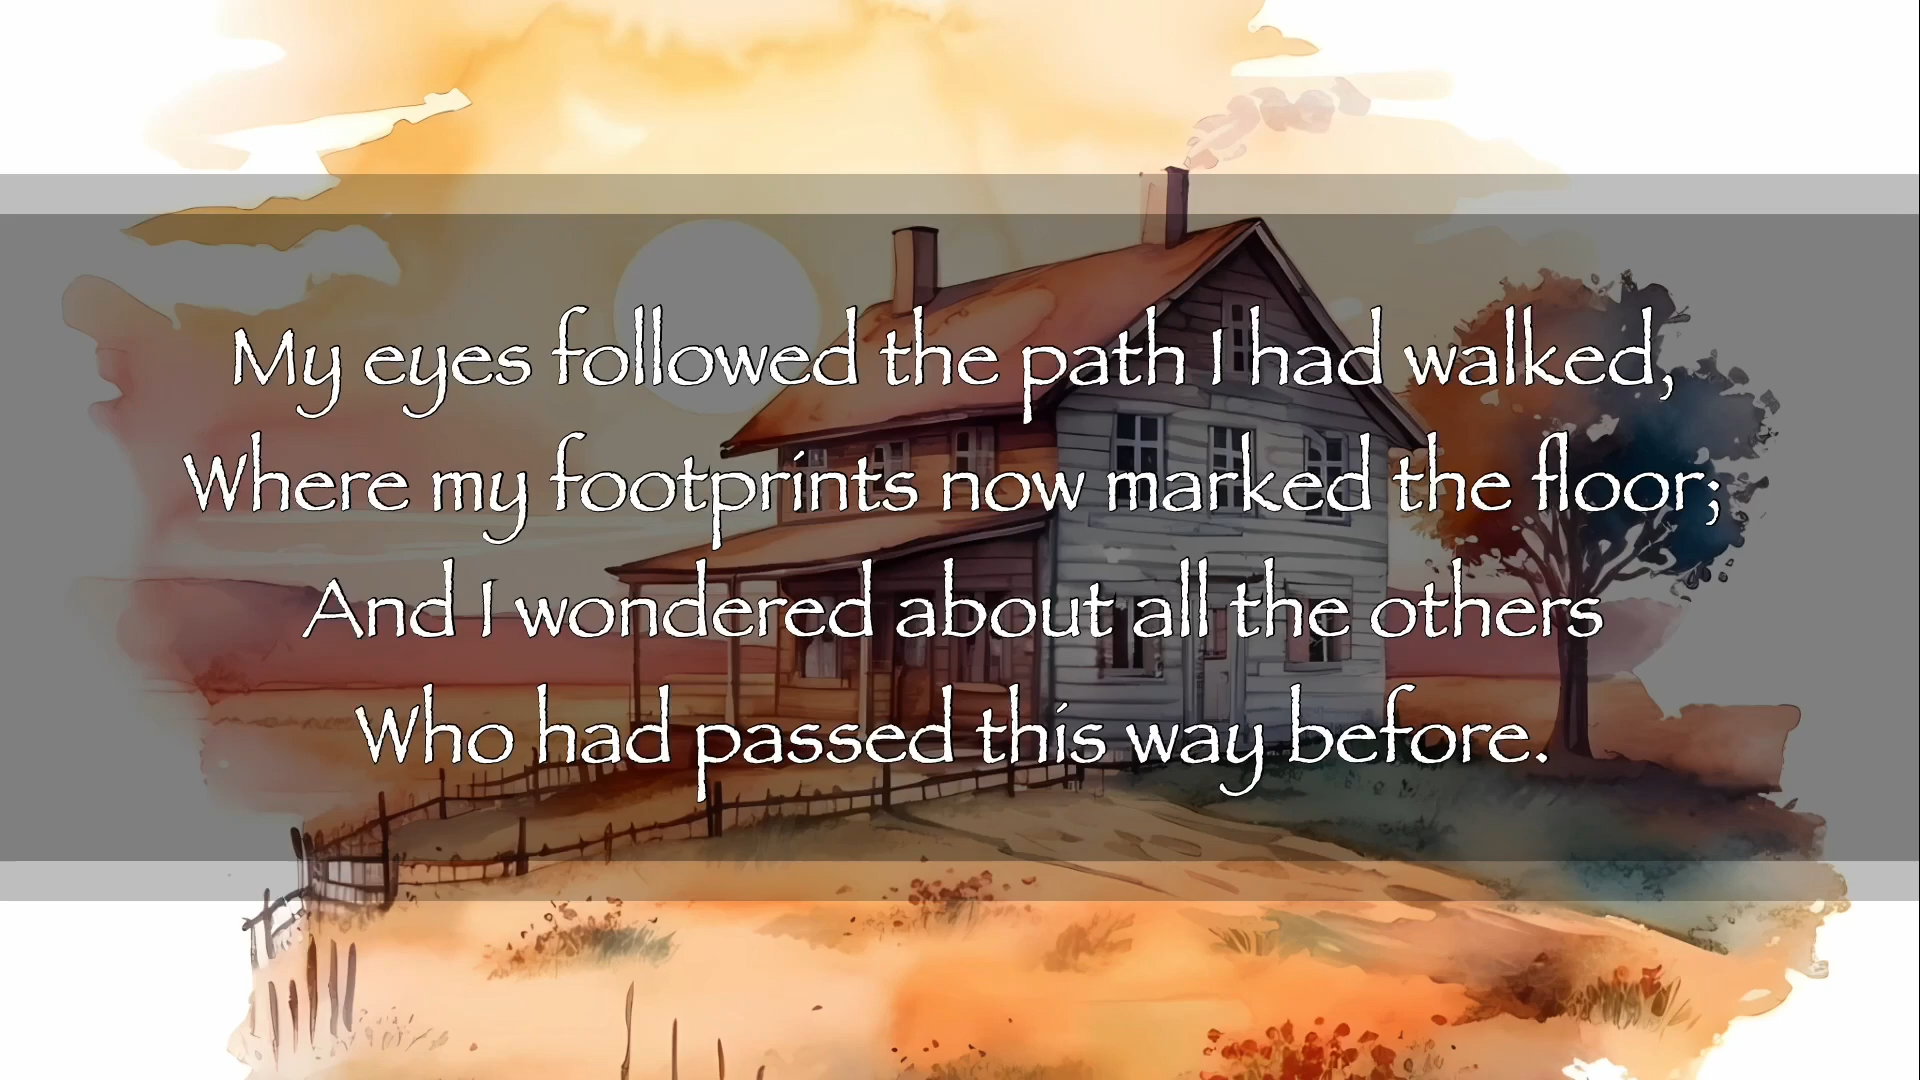 My eyes followed the path I had walked,
Where my footprints now marked the floor;
And I wondered about all the others
Who had passed this way before.